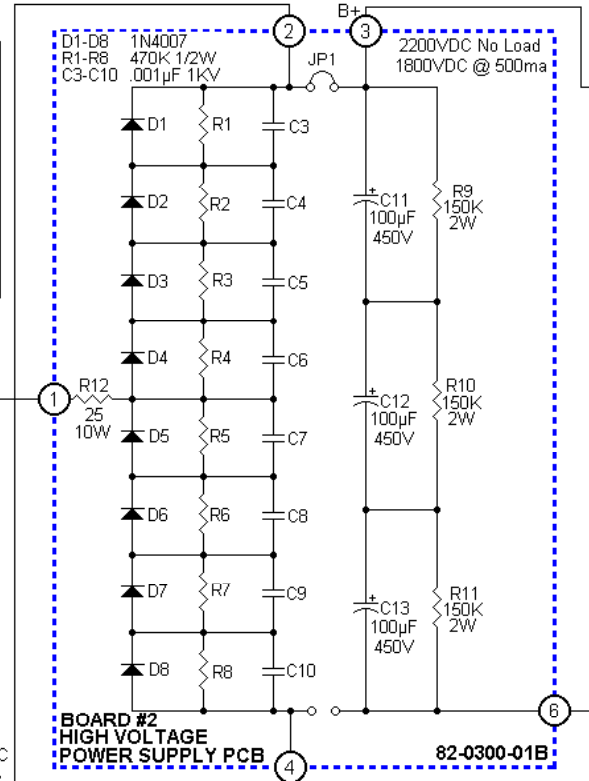 B+
2
3
D1-D8 1N4007
R1-R8 470K 1/2W
C3-C10 .001µF 1KV
JP1
2200VDC No Load
1800VDC @ 500ma
D1 R1 C3
D2 R2 C4
C11
100µF
450V
R9
150K
2W
D3 R3 C5
D4 R4 C6
1
R12
25
10W
C12
100µF
450V
R10
150K
2W
D5 R5 C7
D6 R6 C8
D7 R7 C9
C13
100µF
450V
R11
150K
2W
D8 R8 C10
6
BOARD #2
HIGH VOLTAGE
POWER SUPPLY PCB
4
82-0300-01B
C